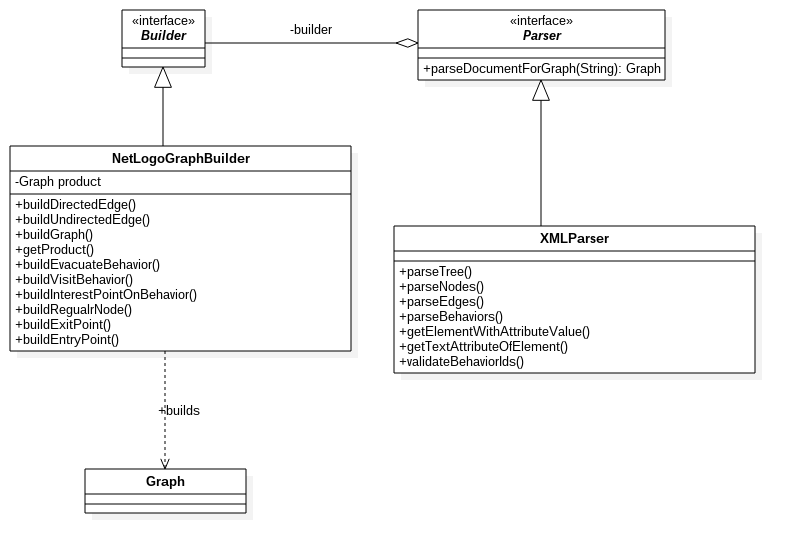 «interface»
Builder
-builder
«interface»
Parser
+parseDocumentForGraph(String): Graph
NetLogoGraphBuilder
-Graph product
+buildDirectedEdge()
+buildUndirectedEdge()
+buildGraph()
+getProduct()
+buildEvacuateBehavior()
+buildVisitBehavior()
+buildInterestPointOnBehavior()
+buildRegualrNode()
+buildExitPoint()
+buildEntryPoint()
XMLParser
+parseTree()
+parseNodes()
+parseEdges()
+parseBehaviors()
+getElementWithAttributeValue()
+getTextAttributeOfElement()
+validateBehaviorIds()
+builds
Graph